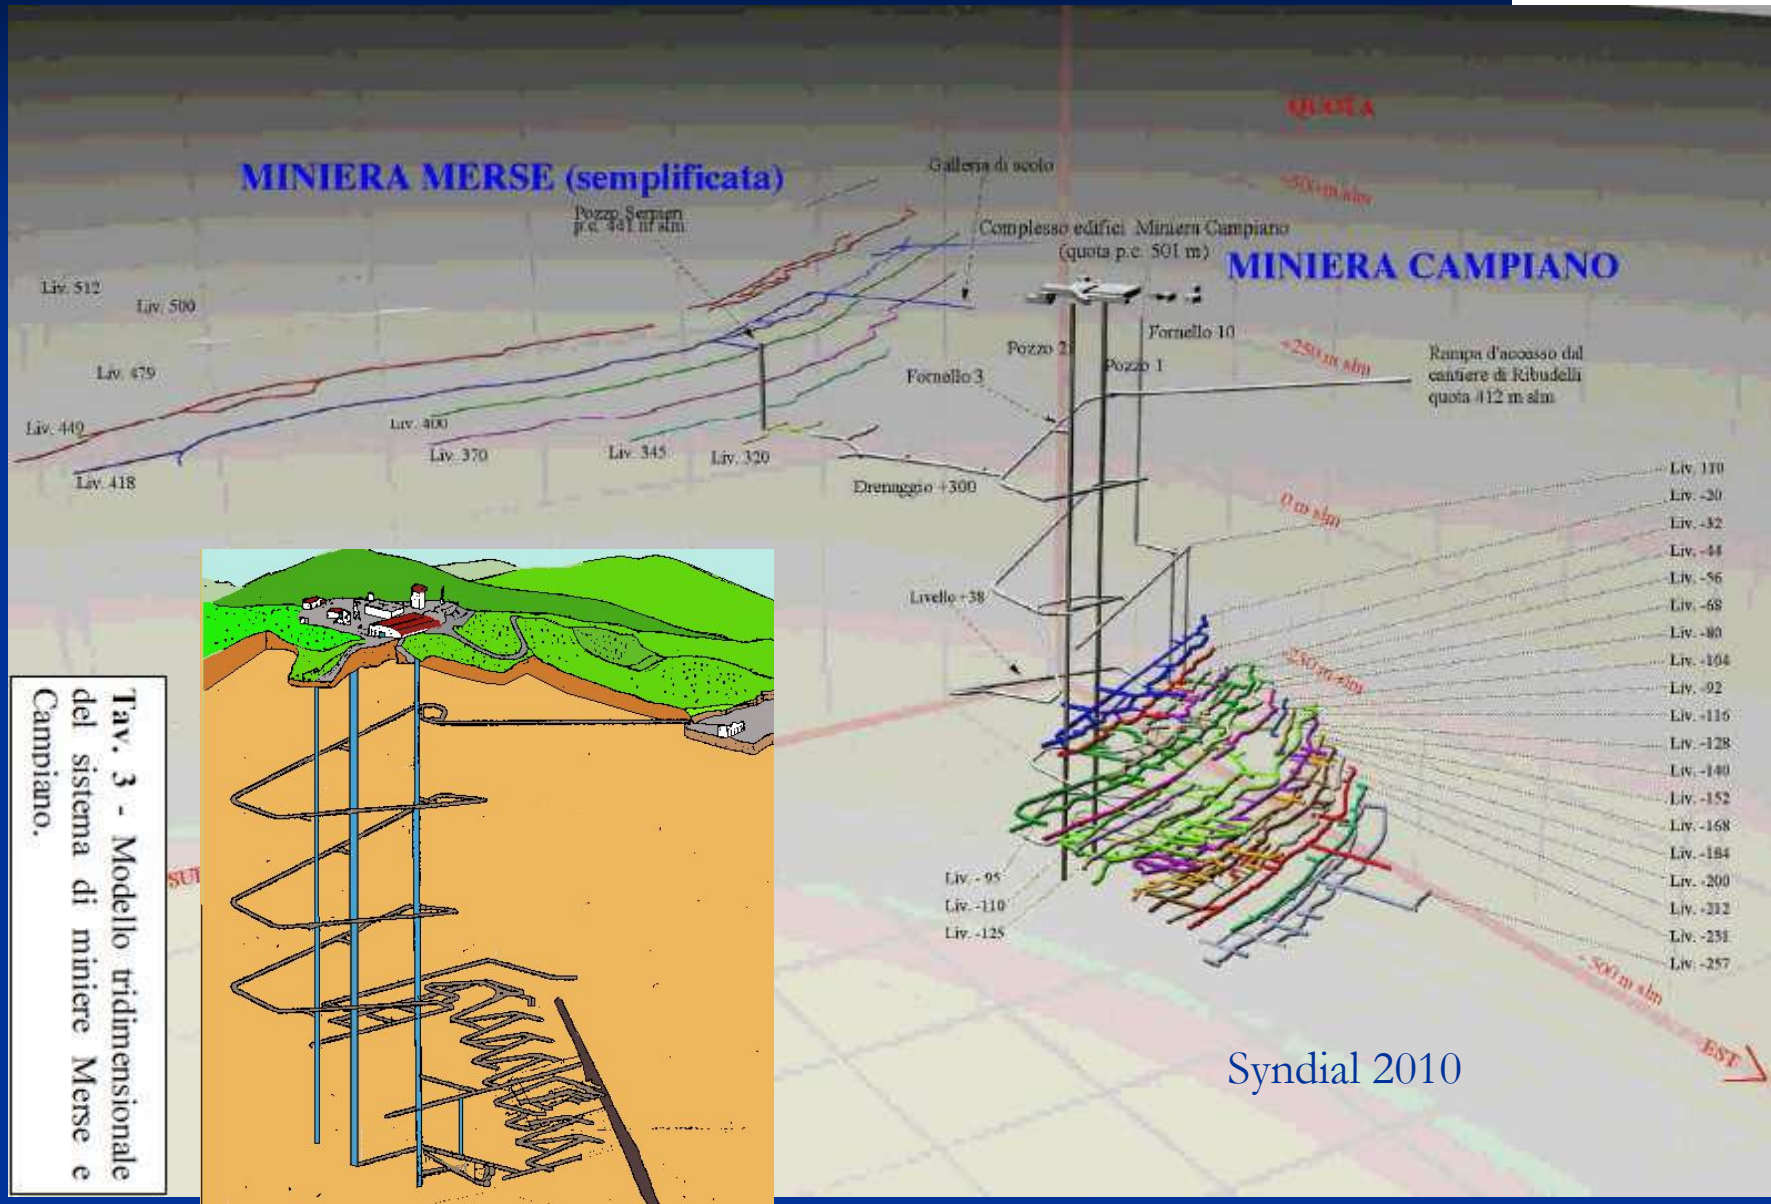 QUOTA
MINIERA MERSE (semplificata)
Pozzo Serpieri
p.c. 441 m slm
Galleria di scolo
+500 m slm
Complesso edifici Miniera Campiano
(quota p.c. 501 m)
MINIERA CAMPIANO
Liv. 512
Liv. 500
Liv. 479
Liv. 449
Liv. 418
Liv. 400
Liv. 370
Liv. 345
Liv. 320
Drenaggio +300
Fornello 3
Pozzo 2
Pozzo 1
Fornello 10
+250 m slm
Rampa d'accesso dal
cantiere di Ribudelli
quota 412 m slm
0 m slm
Livello +38
-250 m slm
Liv. 110
Liv. -20
Liv. -32
Liv. -44
Liv. -56
Liv. -68
Liv. -80
Liv. -104
Liv. -92
Liv. -116
Liv. -128
Liv. -140
Liv. -152
Liv. -168
Liv. -184
Liv. -200
Liv. -212
Liv. -231
Liv. -257
Liv. - 95
Liv. -110
Liv. -125
- 500 m slm
EST
Syndial 2010
Tav. 3 - Modello tridimensionale
del sistema di miniere Merse e
Campiano.